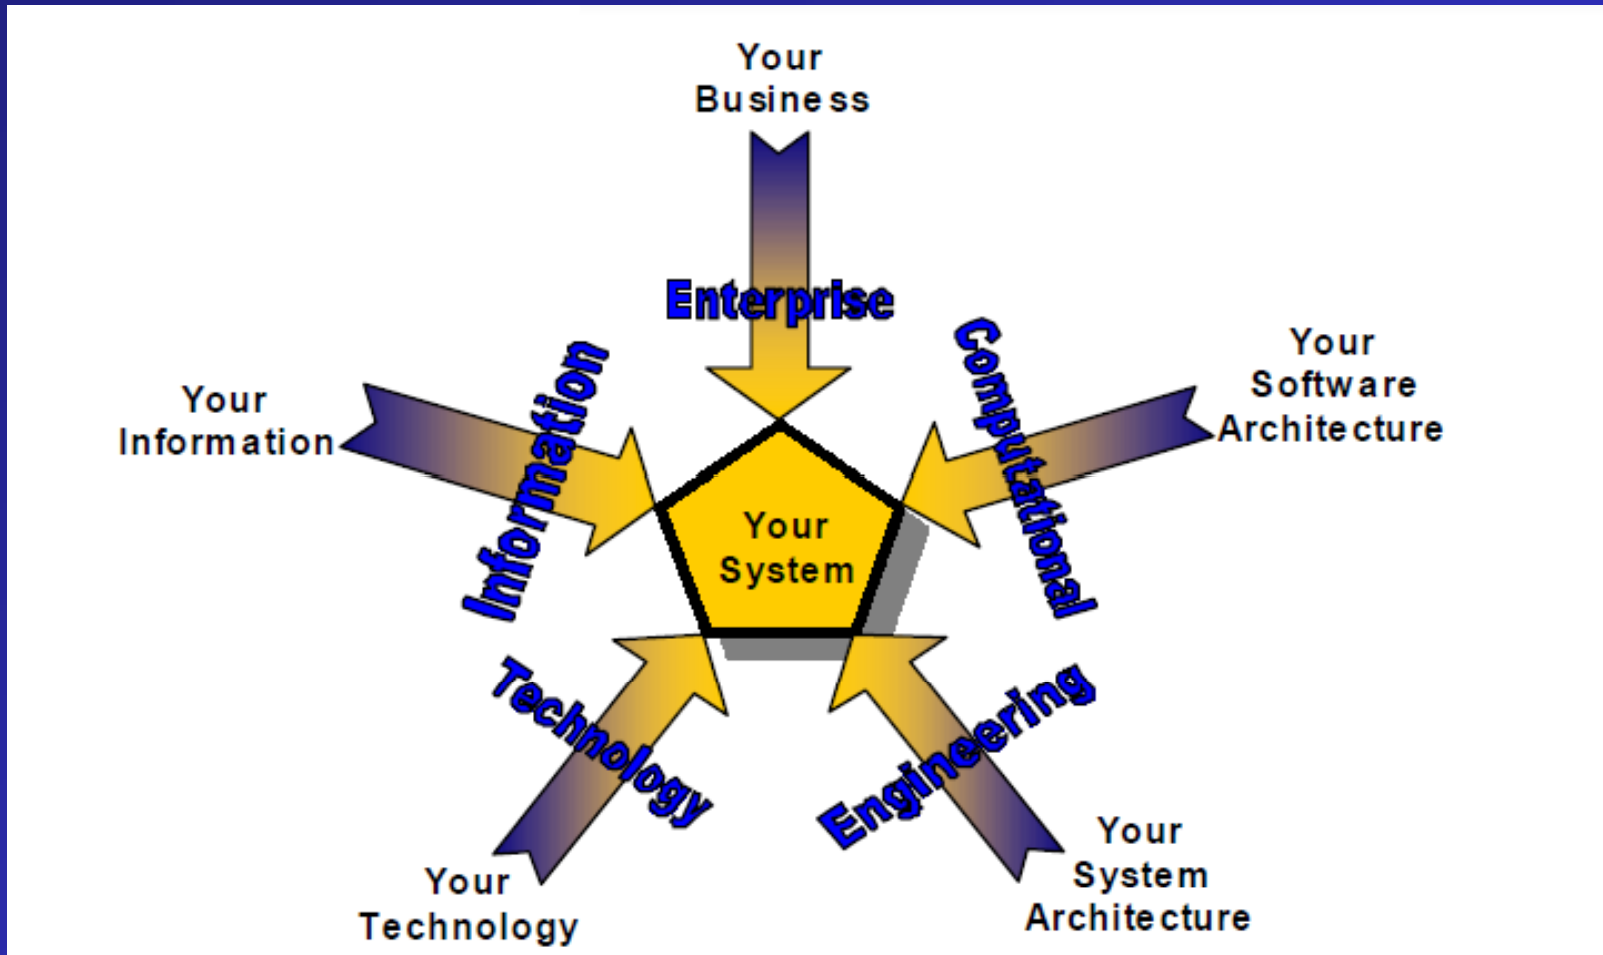 Your
Business
Enterprise
Your
Information
Information
Computational
Your
Software
Architecture
Your
System
Technology
Engineering
Your
Technology
Your
System
Architecture